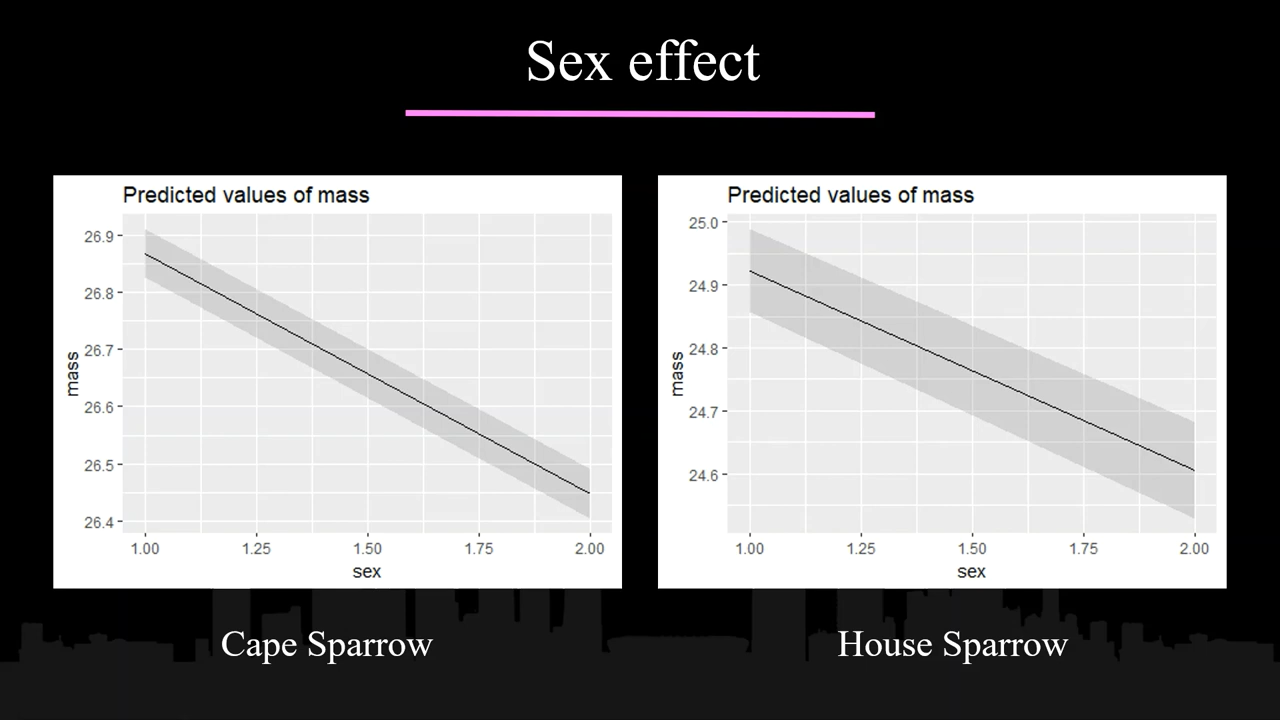 Sex effect
Predicted values of mass
26.9
26.8
26.7
26.6
26.5
26.4
mass
1.00 1.25 1.50 1.75 2.00
sex
Cape Sparrow
Predicted values of mass
25.0
24.9
24.8
24.7
24.6
mass
1.00 1.25 1.50 1.75 2.00
sex
House Sparrow